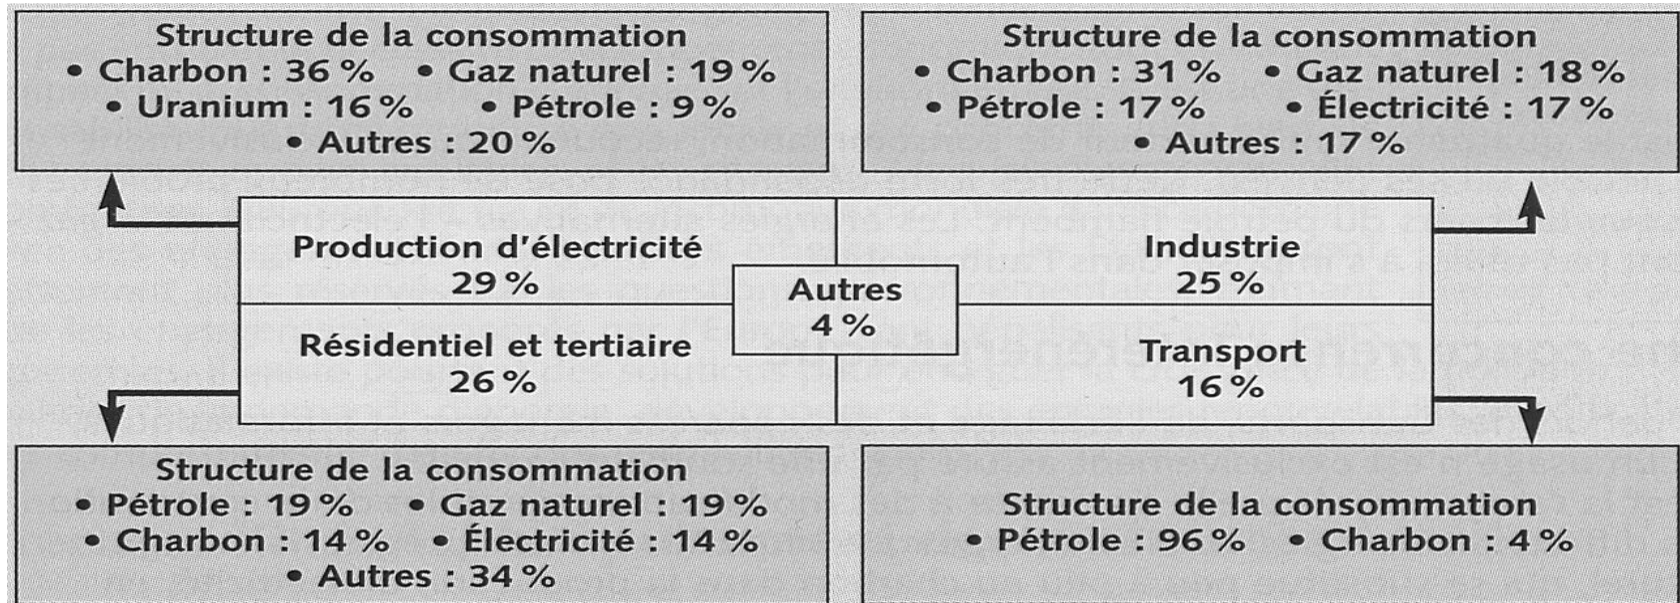 Structure de la consommation
• Charbon : 36 % • Gaz naturel : 19 %
• Uranium : 16 % • Pétrole : 9 %
• Autres : 20 %
Structure de la consommation
• Charbon : 31 % • Gaz naturel : 18 %
• Pétrole : 17 % • Électricité : 17 %
• Autres : 17 %
Production d'électricité
29 %
Industrie
25 %
Autres
4 %
Résidentiel et tertiaire
26 %
Transport
16 %
Structure de la consommation
• Pétrole : 19 % • Gaz naturel : 19 %
• Charbon : 14 % • Électricité : 14 %
• Autres : 34 %
Structure de la consommation
• Pétrole : 96 % • Charbon : 4 %